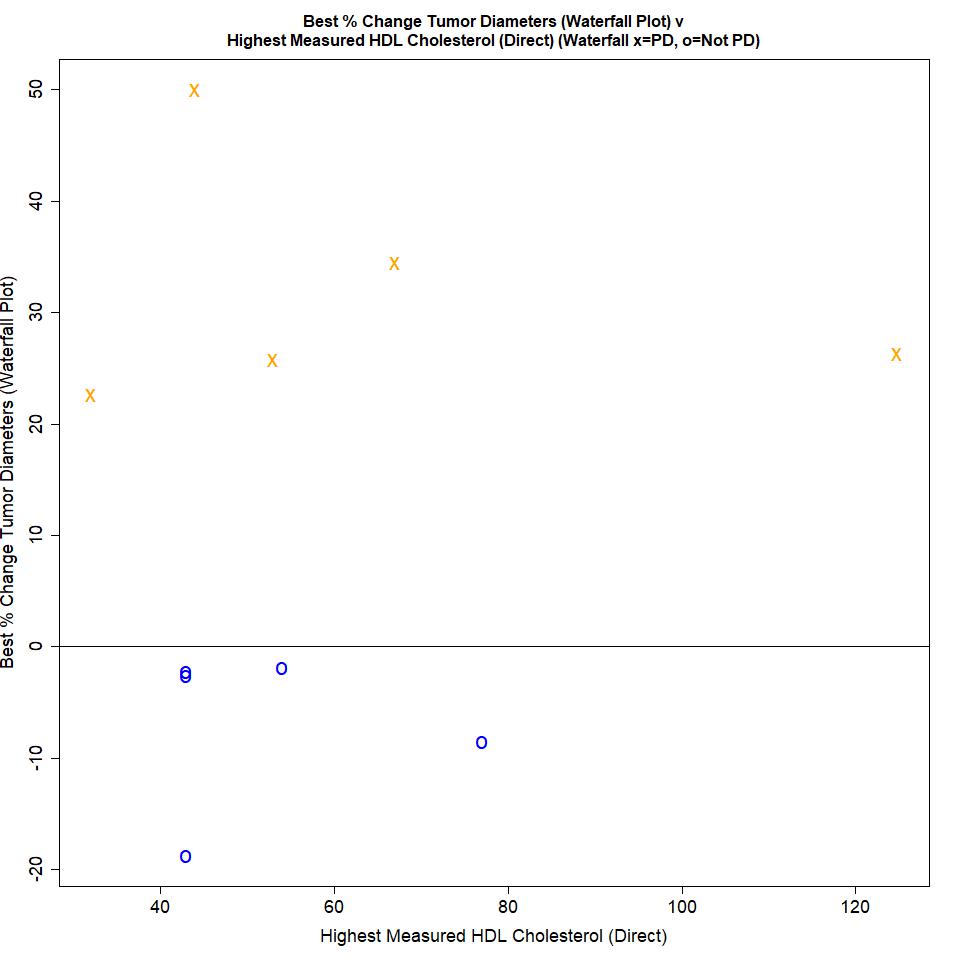 Best % Change Tumor Diameters (Waterfall Plot) v
Highest Measured HDL Cholesterol (Direct) (Waterfall x=PD, o=Not PD)
Best % Change Tumor Diameters (Waterfall Plot)
50
40
30
20
10
0
-10
-20
X
X
X
X
X
O
O
O
O
O
40 60 80 100 120
Highest Measured HDL Cholesterol (Direct)